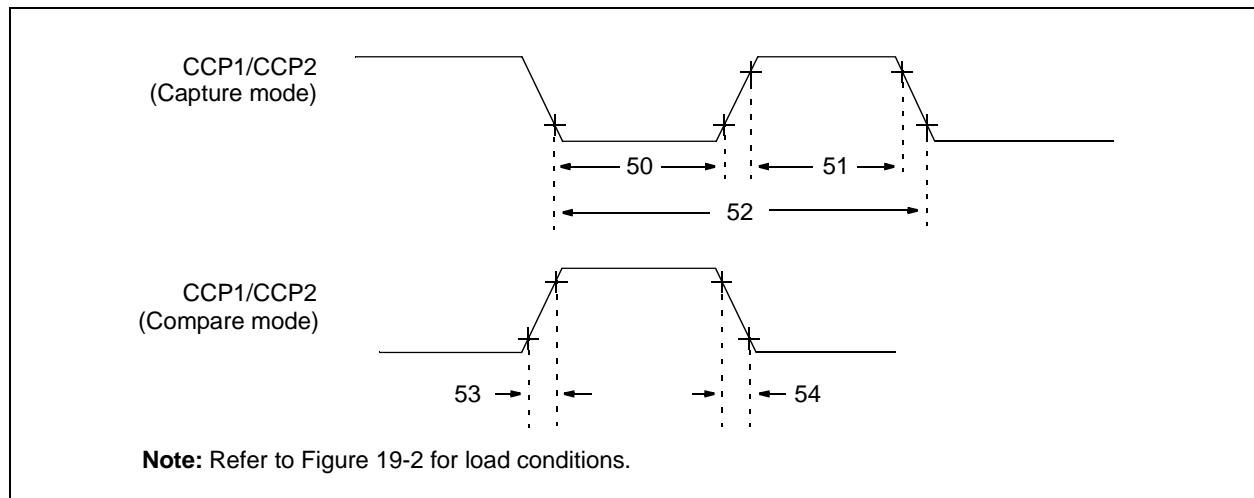 CCP1/CCP2
(Capture mode)
50
51
52
CCP1/CCP2
(Compare mode)
53
54
Note: Refer to Figure 19-2 for load conditions.